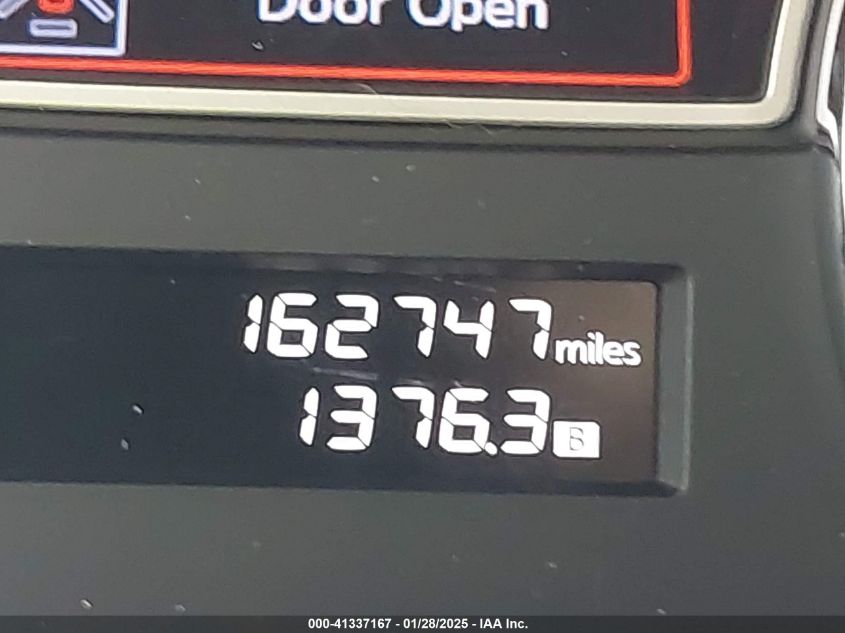 Door Open
162747 miles
1376.3 B
000-41337167 - 01/28/2025 - IAA Inc.